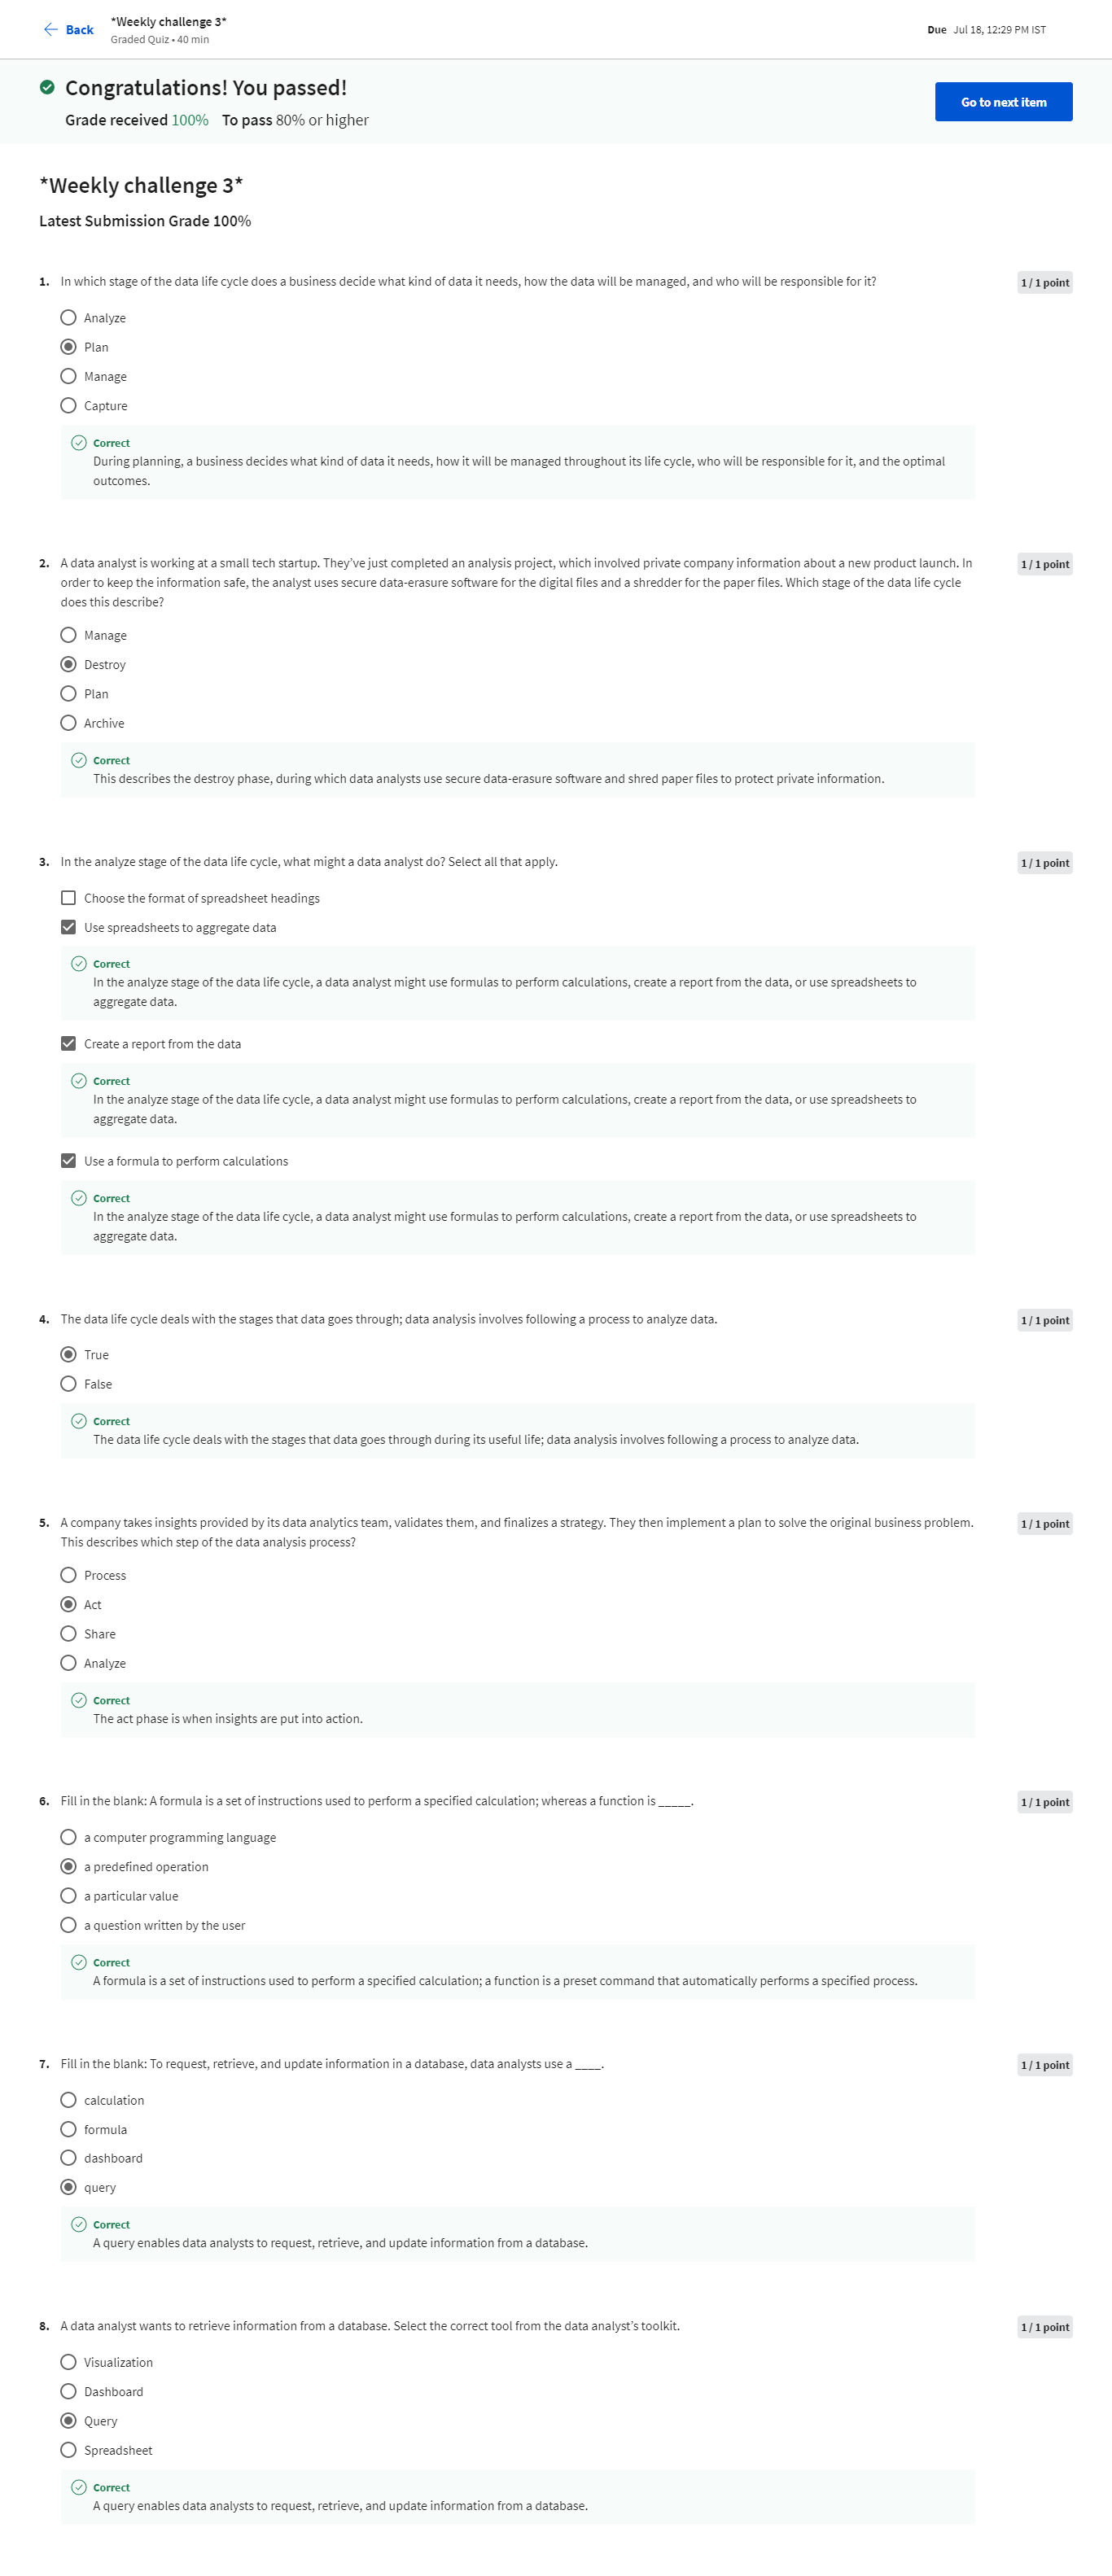 Back
*Weekly challenge 3*
Graded Quiz • 40 min
Due Jul 18, 12:29 PM IST
Congratulations! You passed!
Grade received 100% To pass 80% or higher
Go to next item
*Weekly challenge 3*
Latest Submission Grade 100%
1. In which stage of the data life cycle does a business decide what kind of data it needs, how the data will be managed, and who will be responsible for it?
1 / 1 point
Analyze
Plan
Manage
Capture
Correct
During planning, a business decides what kind of data it needs, how it will be managed throughout its life cycle, who will be responsible for it, and the optimal
outcomes.
2. A data analyst is working at a small tech startup. They’ve just completed an analysis project, which involved private company information about a new product launch. In
order to keep the information safe, the analyst uses secure data-erasure software for the digital files and a shredder for the paper files. Which stage of the data life cycle
does this describe?
1 / 1 point
Manage
Destroy
Plan
Archive
Correct
This describes the destroy phase, during which data analysts use secure data-erasure software and shred paper files to protect private information.
3. In the analyze stage of the data life cycle, what might a data analyst do? Select all that apply.
1 / 1 point
Choose the format of spreadsheet headings
Use spreadsheets to aggregate data
Correct
In the analyze stage of the data life cycle, a data analyst might use formulas to perform calculations, create a report from the data, or use spreadsheets to
aggregate data.
Create a report from the data
Correct
In the analyze stage of the data life cycle, a data analyst might use formulas to perform calculations, create a report from the data, or use spreadsheets to
aggregate data.
Use a formula to perform calculations
Correct
In the analyze stage of the data life cycle, a data analyst might use formulas to perform calculations, create a report from the data, or use spreadsheets to
aggregate data.
4. The data life cycle deals with the stages that data goes through; data analysis involves following a process to analyze data.
1 / 1 point
True
False
Correct
The data life cycle deals with the stages that data goes through during its useful life; data analysis involves following a process to analyze data.
5. A company takes insights provided by its data analytics team, validates them, and finalizes a strategy. They then implement a plan to solve the original business problem.
This describes which step of the data analysis process?
1 / 1 point
Process
Act
Share
Analyze
Correct
The act phase is when insights are put into action.
6. Fill in the blank: A formula is a set of instructions used to perform a specified calculation; whereas a function is _____.
1 / 1 point
a computer programming language
a predefined operation
a particular value
a question written by the user
Correct
A formula is a set of instructions used to perform a specified calculation; a function is a preset command that automatically performs a specified process.
7. Fill in the blank: To request, retrieve, and update information in a database, data analysts use a ____.
1 / 1 point
calculation
formula
dashboard
query
Correct
A query enables data analysts to request, retrieve, and update information from a database.
8. A data analyst wants to retrieve information from a database. Select the correct tool from the data analyst’s toolkit.
1 / 1 point
Visualization
Dashboard
Query
Spreadsheet
Correct
A query enables data analysts to request, retrieve, and update information from a database.